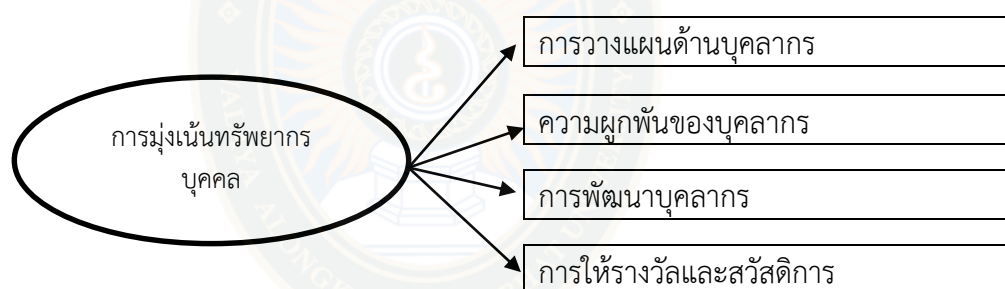 การวางแผนด้านบุคลากร
ความผูกพันของบุคลากร
การมุ่งเน้นทรัพยากร
บุคคล
การพัฒนาบุคลากร
การให้รางวัลและสวัสดิการ